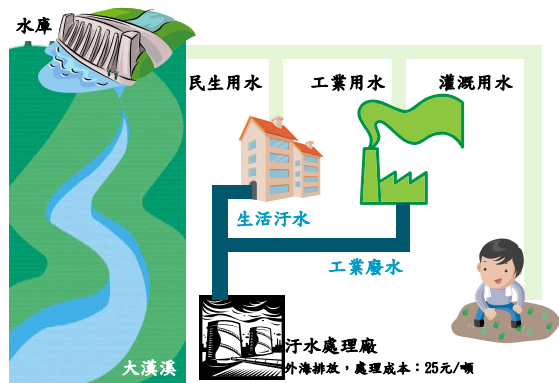 水庫
民生用水
工業用水
灌溉用水
生活汙水
工業廢水
汙水處理廠
外海排放，處理成本：25元/噸
大漢溪